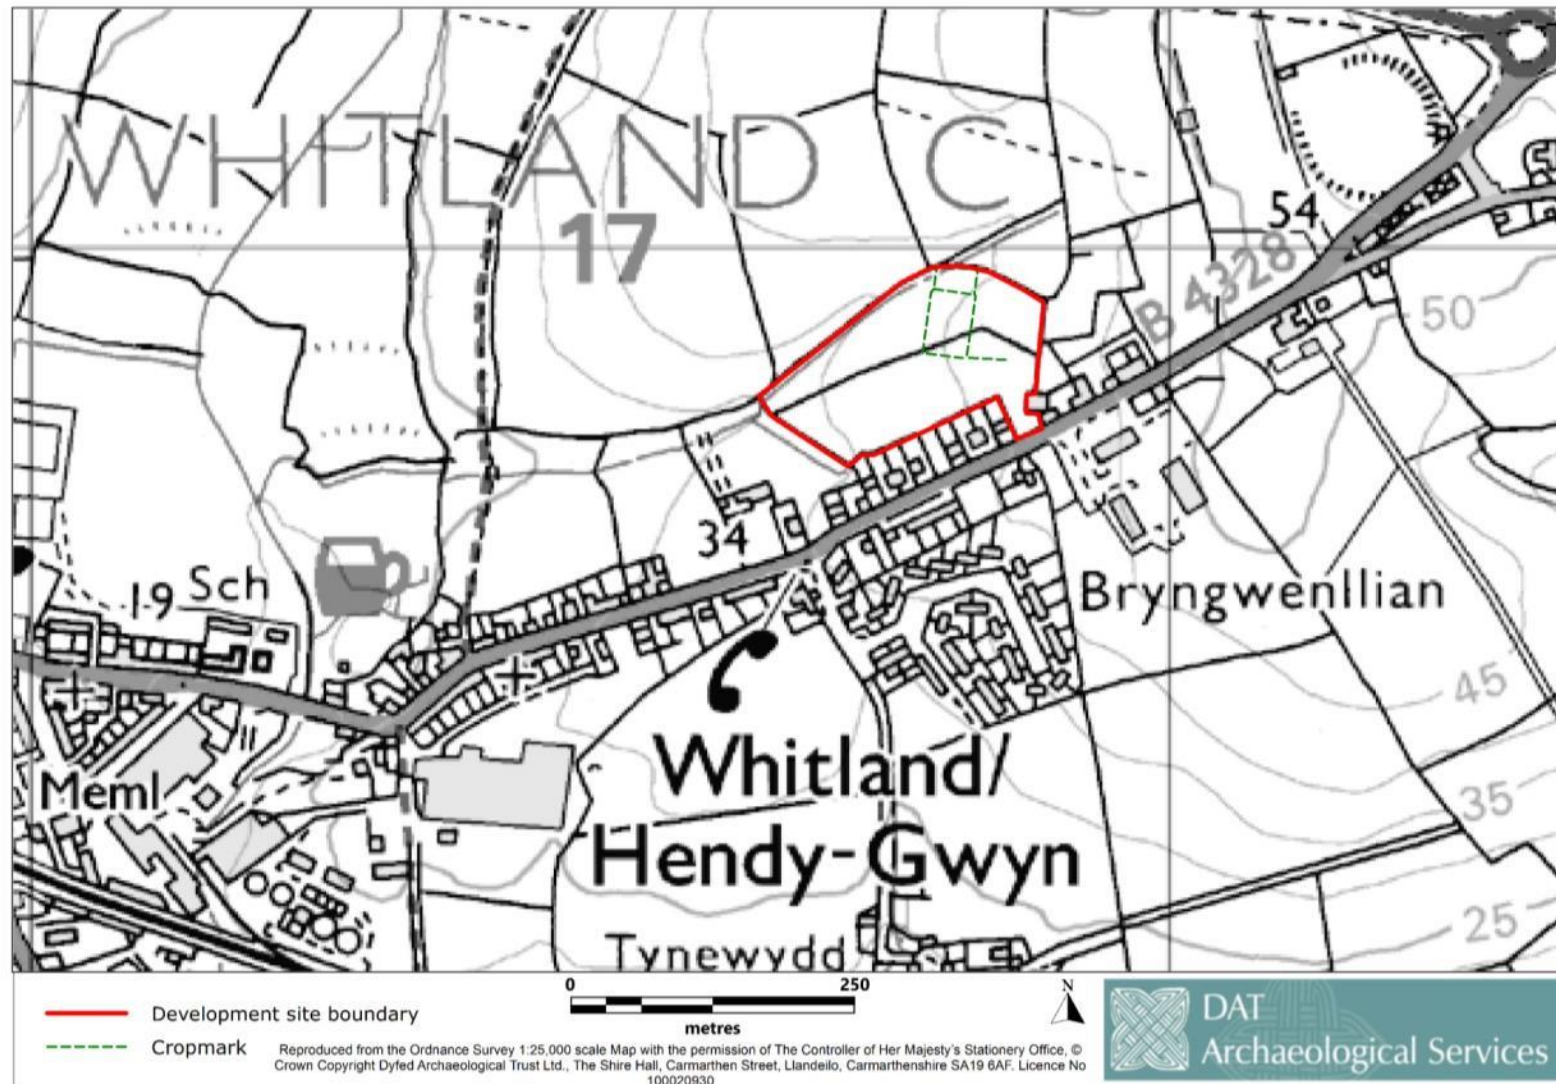 WHITLAND C
17
54
B 4328
50
34
19 Sch
Bryngwenllian
45
Whitland/
Hendy-Gwyn
Meml
35
25
Tynewydd
0 250
metres
N
Development site boundary
Cropmark
Reproduced from the Ordnance Survey 1:25,000 scale Map with the permission of The Controller of Her Majesty's Stationery Office, ©
Crown Copyright Dyfed Archaeological Trust Ltd., The Shire Hall, Carmarthen Street, Llandeilo, Carmarthenshire SA19 6AF. Licence No
100020930
DAT
Archaeological Services